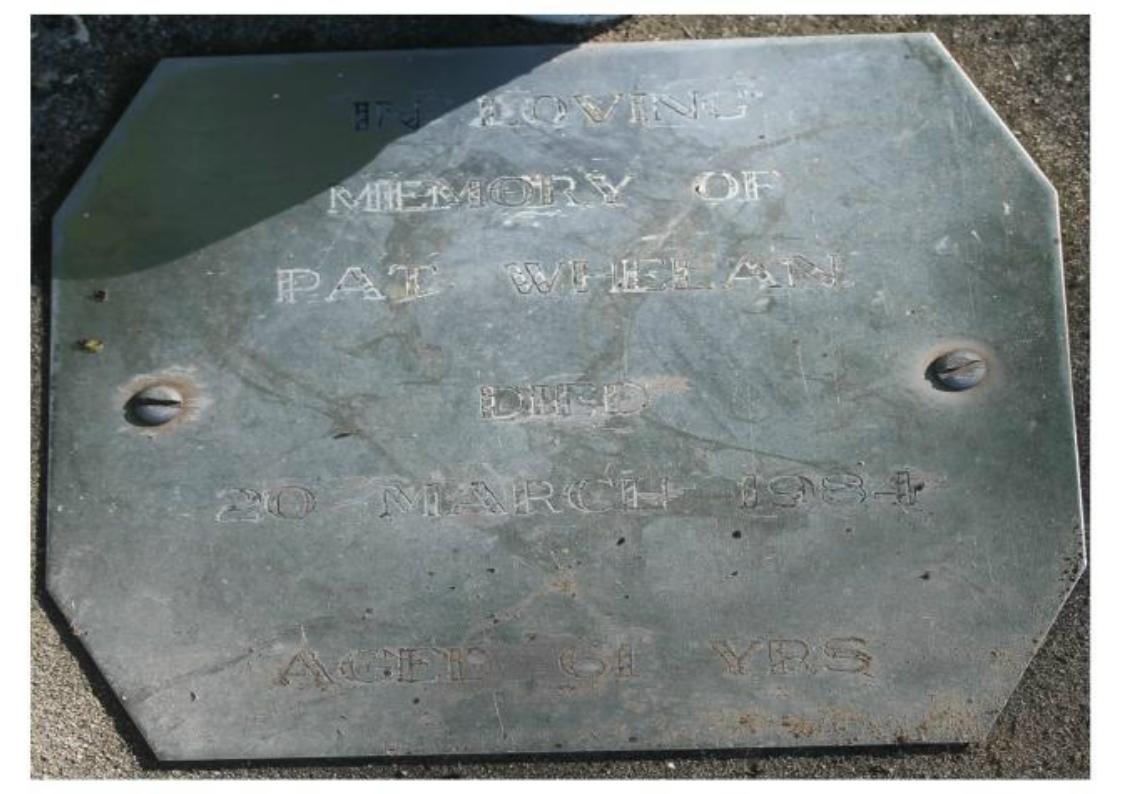 IN LOVING
MEMORY OF
PAT WHELAN
DIED
20 MARCH 1984
AGED 61 YRS